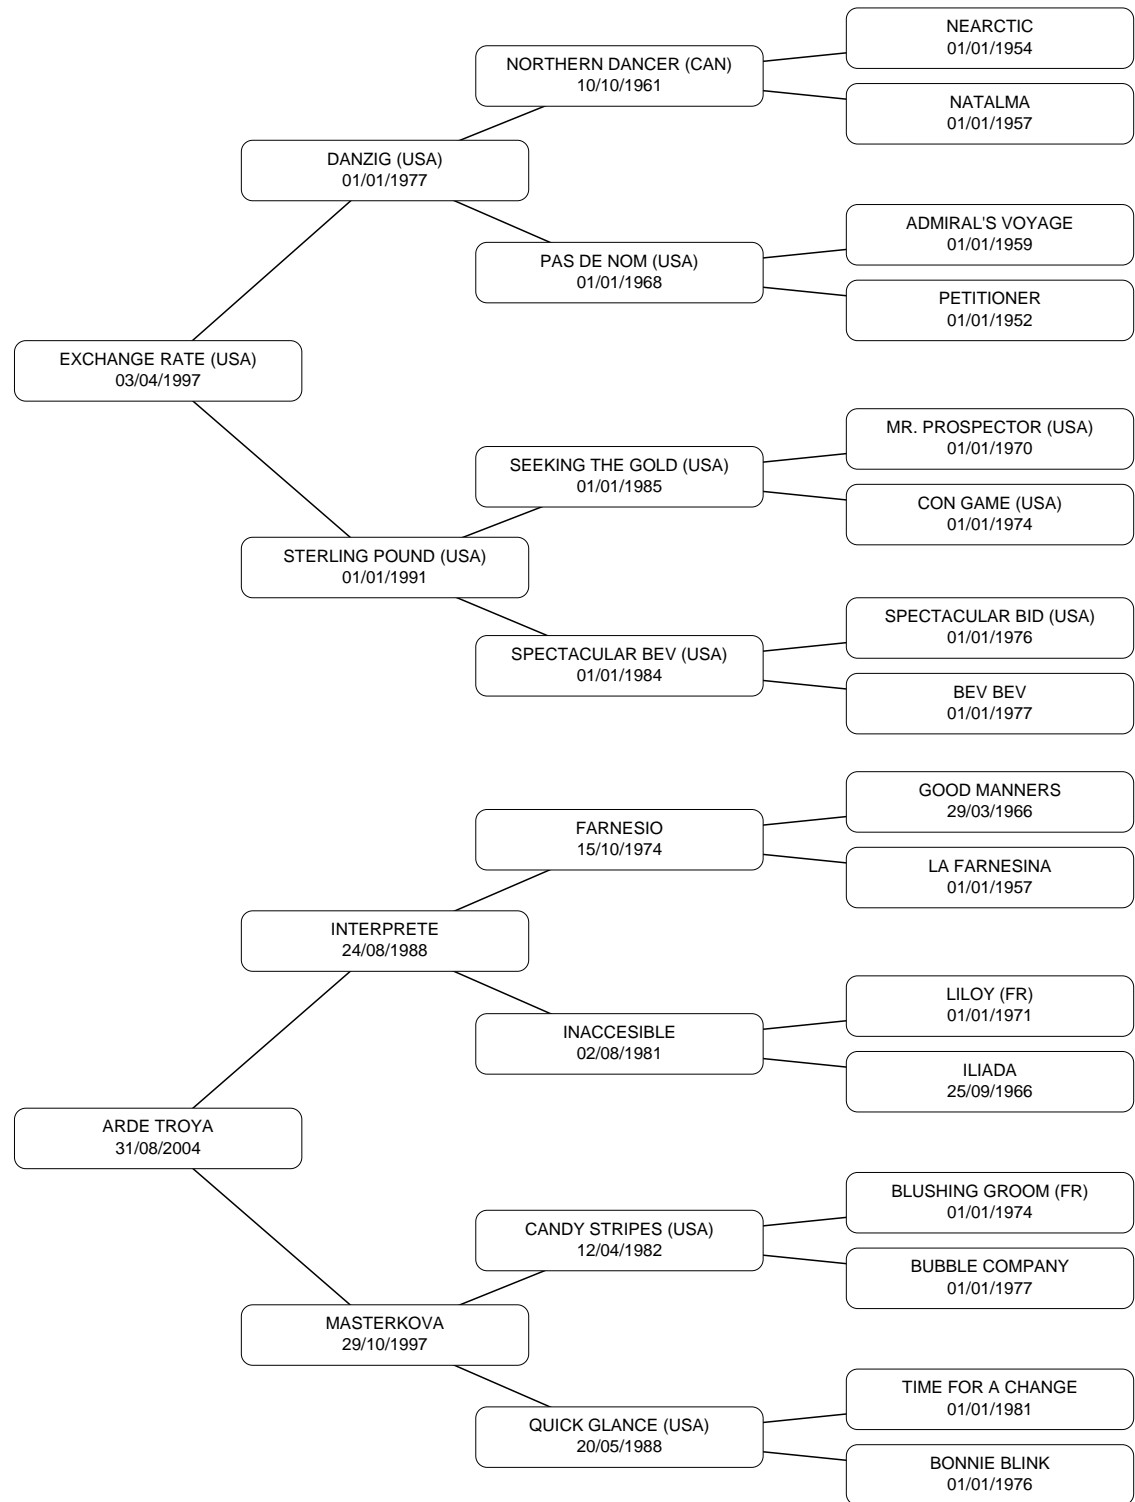 NEARCTIC
01/01/1954
NORTHERN DANCER (CAN)
10/10/1961
NATALMA
01/01/1957
DANZIG (USA)
01/01/1977
ADMIRAL'S VOYAGE
01/01/1959
PAS DE NOM (USA)
01/01/1968
PETITIONER
01/01/1952
EXCHANGE RATE (USA)
03/04/1997
MR. PROSPECTOR (USA)
01/01/1970
SEEKING THE GOLD (USA)
01/01/1985
CON GAME (USA)
01/01/1974
STERLING POUND (USA)
01/01/1991
SPECTACULAR BID (USA)
01/01/1976
SPECTACULAR BEV (USA)
01/01/1984
BEV BEV
01/01/1977
GOOD MANNERS
29/03/1966
FARNESIO
15/10/1974
LA FARNESINA
01/01/1957
INTERPRETE
24/08/1988
LILOY (FR)
01/01/1971
INACCESIBLE
02/08/1981
ILIADA
25/09/1966
ARDE TROYA
31/08/2004
BLUSHING GROOM (FR)
01/01/1974
CANDY STRIPES (USA)
12/04/1982
BUBBLE COMPANY
01/01/1977
MASTERKOVA
29/10/1997
TIME FOR A CHANGE
01/01/1981
QUICK GLANCE (USA)
20/05/1988
BONNIE BLINK
01/01/1976